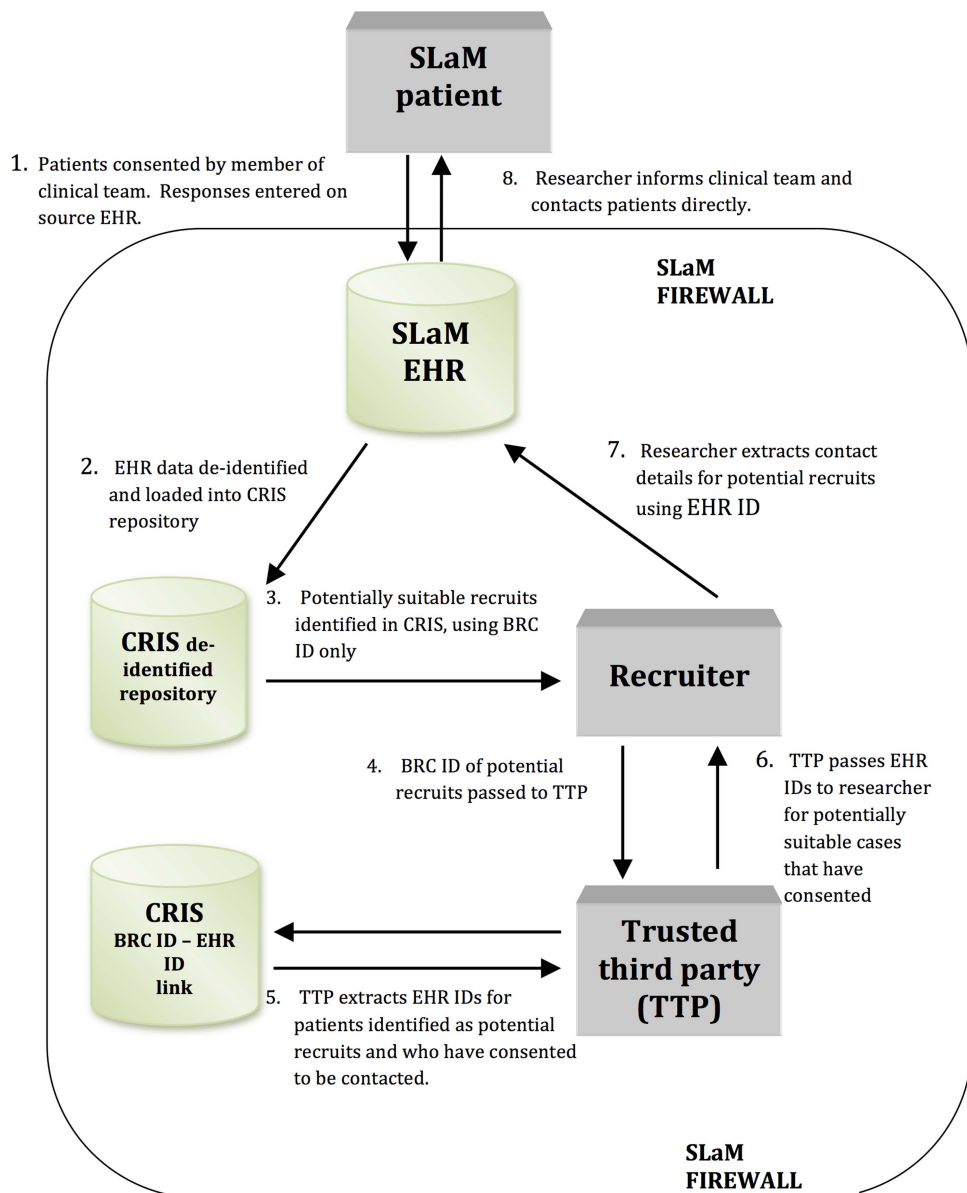 SLaM
patient
1. Patients consented by member of
clinical team. Responses entered on
source EHR.
8. Researcher informs clinical team and
contacts patients directly.
SLaM
FIREWALL
SLaM
EHR
2. EHR data de-identified
and loaded into CRIS
repository
7. Researcher extracts contact
details for potential recruits
using EHR ID
3. Potentially suitable recruits
identified in CRIS, using BRC
ID only
CRIS de-
identified
repository
Recruiter
4. BRC ID of potential
recruits passed to TTP
6. TTP passes EHR
IDs to researcher
for potentially
suitable cases
that have
consented
CRIS
BRC ID – EHR
ID
link
Trusted
third party
(TTP)
5. TTP extracts EHR IDs for
patients identified as potential
recruits and who have consented
to be contacted.
SLaM
FIREWALL